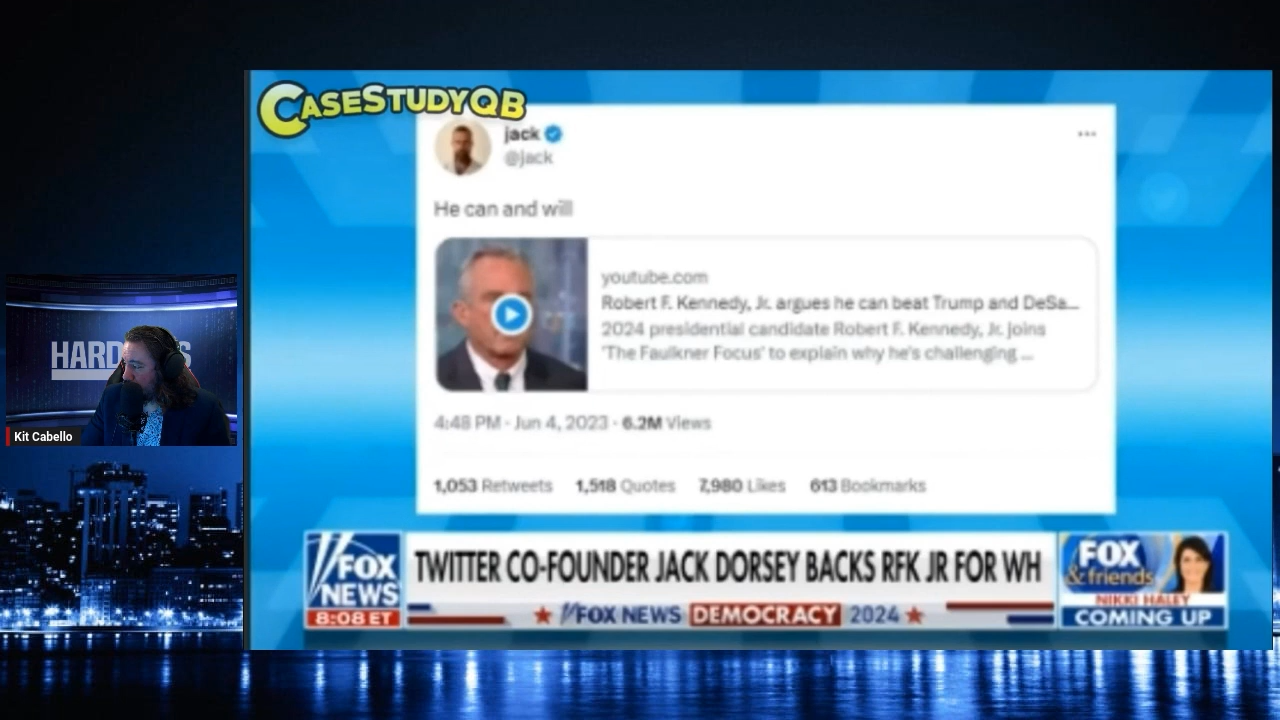 CASESTUDYQB
jack
@jack
He can and will
youtube.com
Robert F. Kennedy, Jr. argues he can beat Trump and DeSa...
2024 presidential candidate Robert F. Kennedy, Jr. joins
'The Faulkner Focus' to explain why he's challenging ...
4:48 PM · Jun 4, 2023 · 6.2M Views
1,053 Retweets 1,518 Quotes 7,980 Likes 613 Bookmarks
HARD
S
Kit Cabello
FOX
NEWS
8:08 ET
TWITTER CO-FOUNDER JACK DORSEY BACKS RFK JR FOR WH
FOX NEWS DEMOCRACY 2024
FOX
& friends
NIKKI HALEY
COMING UP